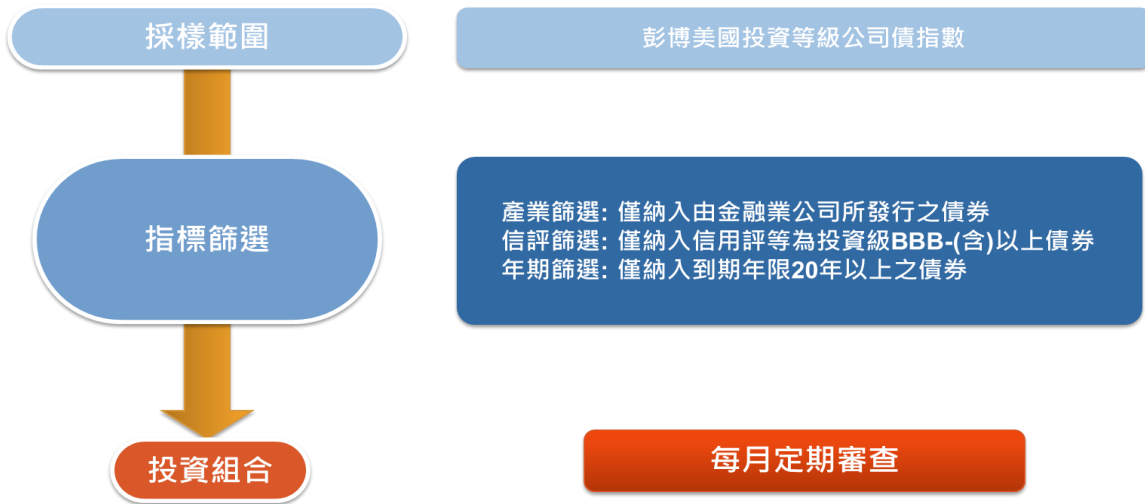 採樣範圍
彭博美國投資等級公司債指數
指標篩選
產業篩選: 僅納入由金融業公司所發行之債券
信評篩選: 僅納入信用評等為投資級BBB-(含)以上債券
年期篩選: 僅納入到期年限20年以上之債券
投資組合
每月定期審查